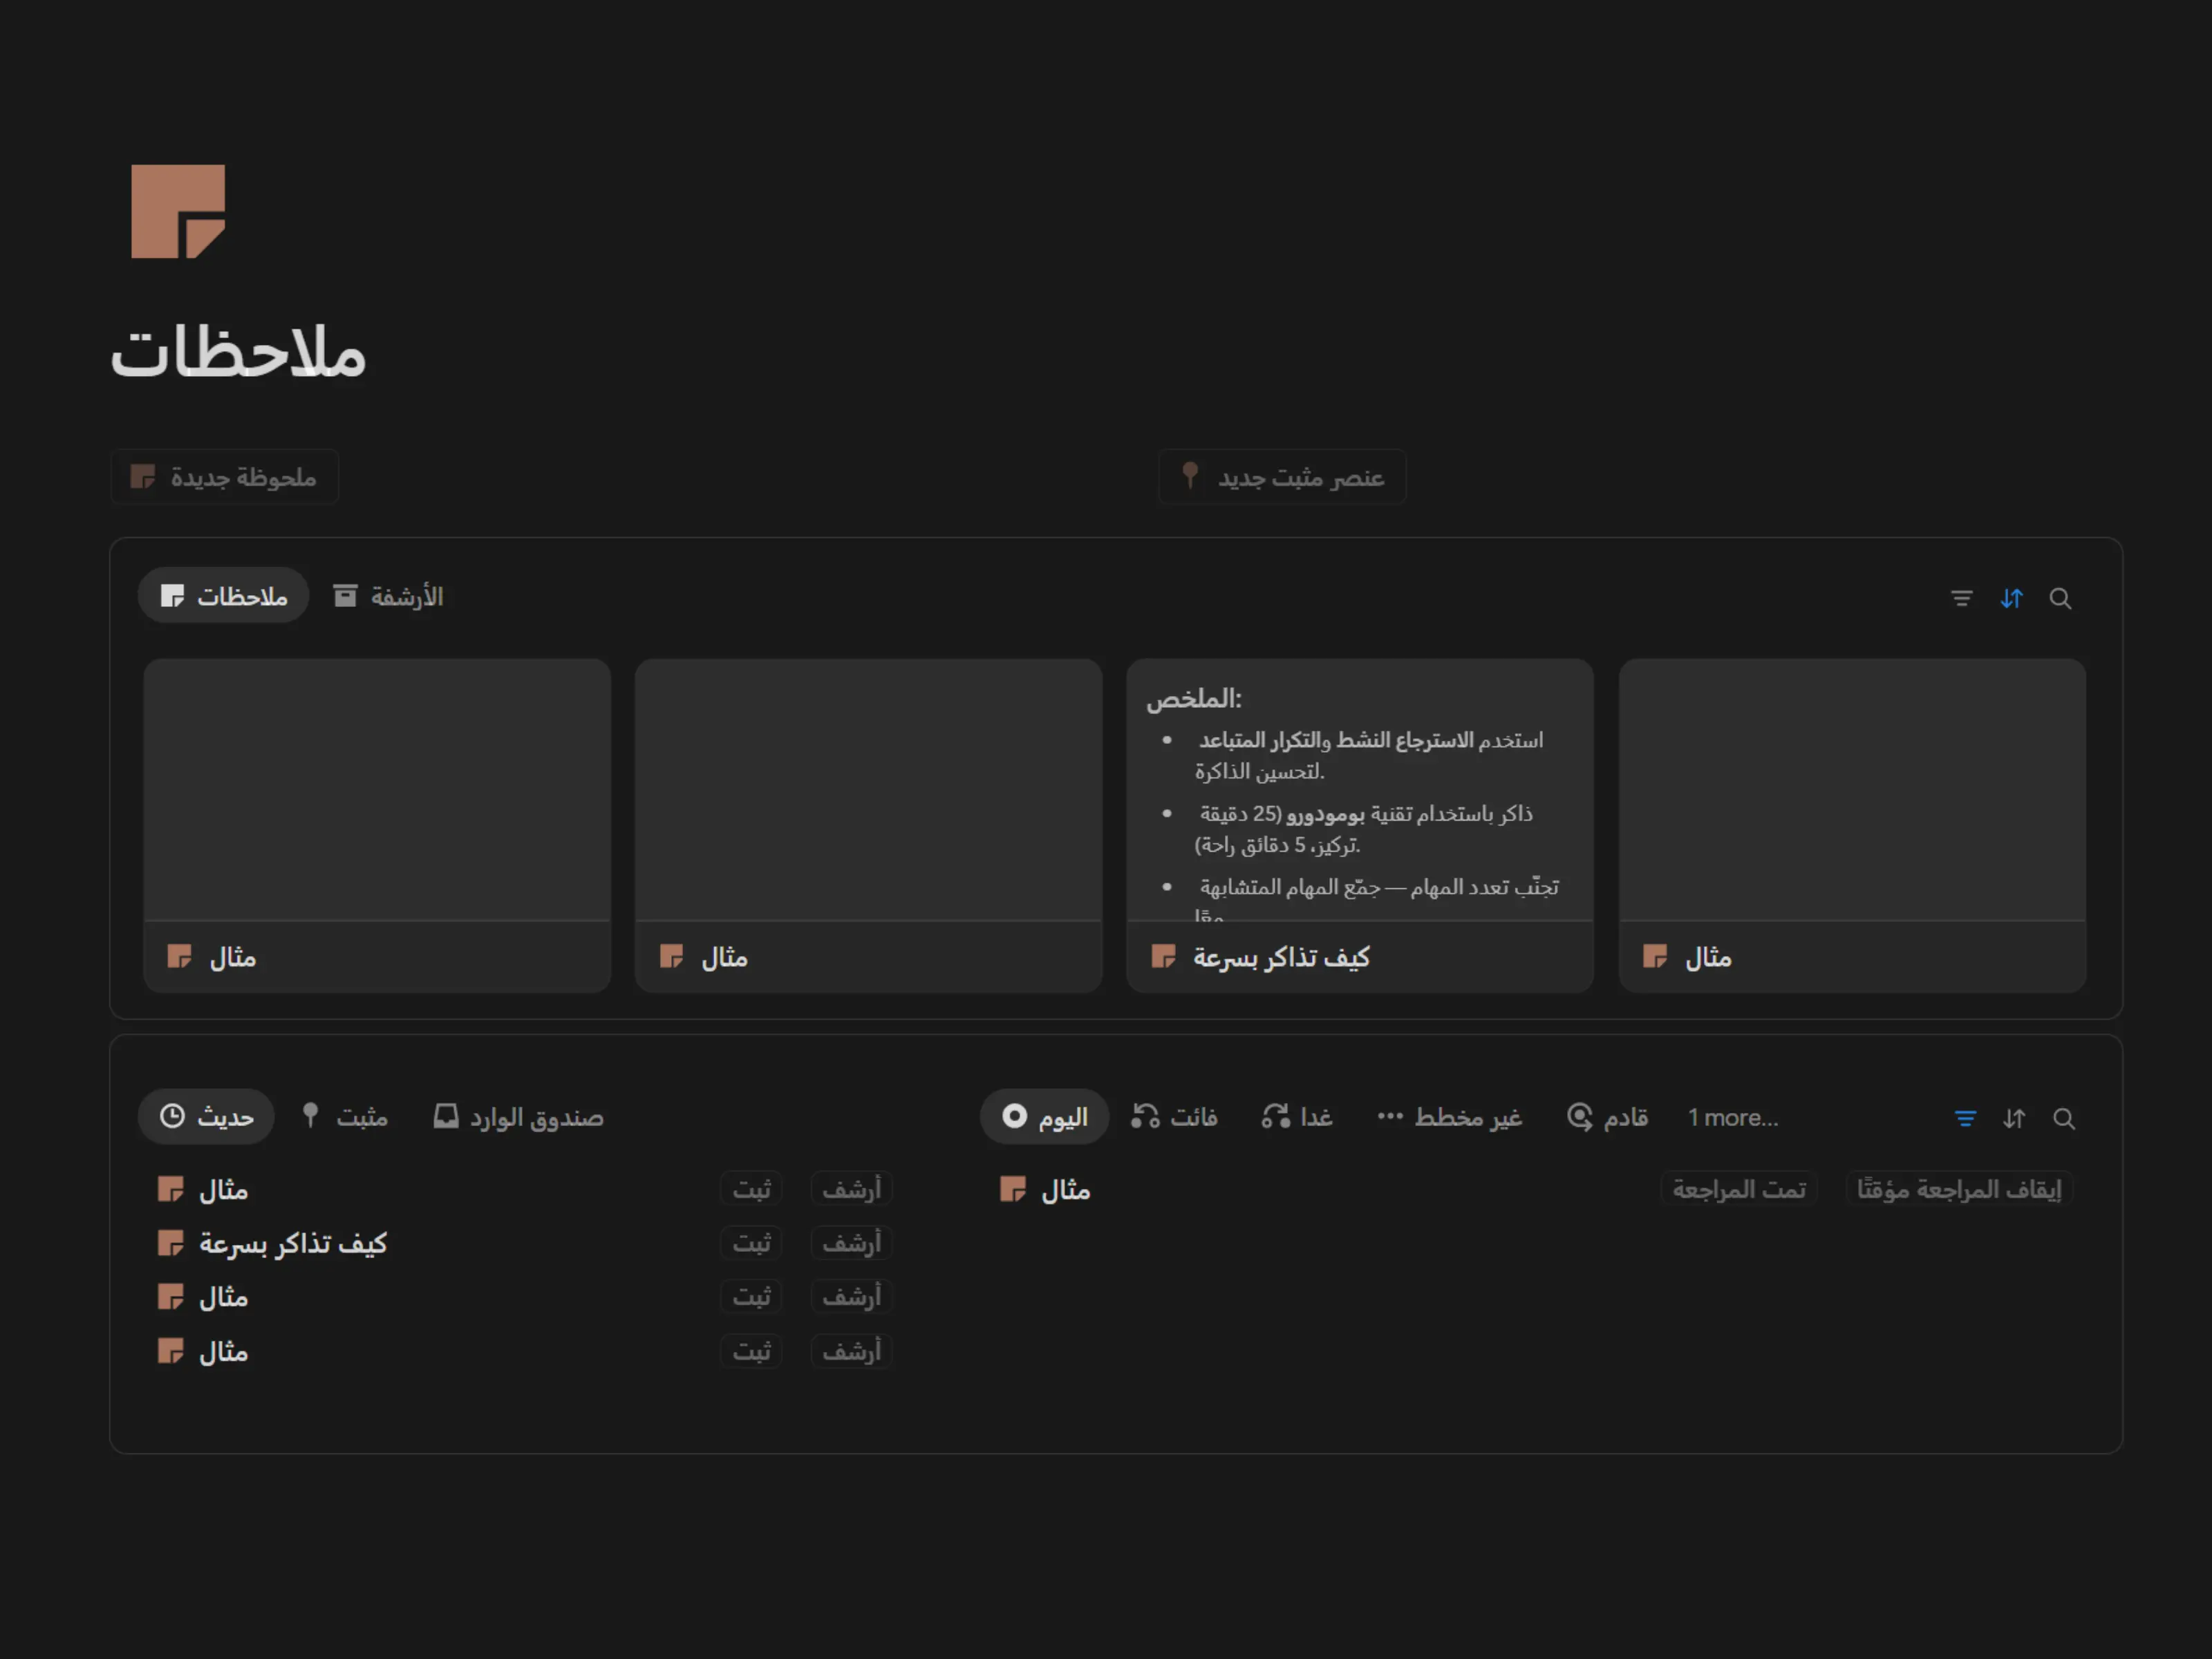 ملاحظات
ملحوظة جديدة
عنصر مثبت جديد
ملاحظات
الأرشفة
الملخص:
استخدم الاسترجاع النشط والتكرار المتباعد
لتحسين الذاكرة.
ذاكر باستخدام تقنية بومودورو (25 دقيقة
تركيز، 5 دقائق راحة).
تجنّب تعدد المهام — جمّع المهام المتشابهة
معًا
مثال
مثال
كيف تذاكر بسرعة
مثال
حديث
مثبت
صندوق الوارد
مثال ثبت أرشف
كيف تذاكر بسرعة ثبت أرشف
مثال ثبت أرشف
مثال ثبت أرشف
اليوم
فائت
غدا
غير مخطط
قادم
1 more...
مثال
تمت المراجعة
إيقاف المراجعة مؤقتًا